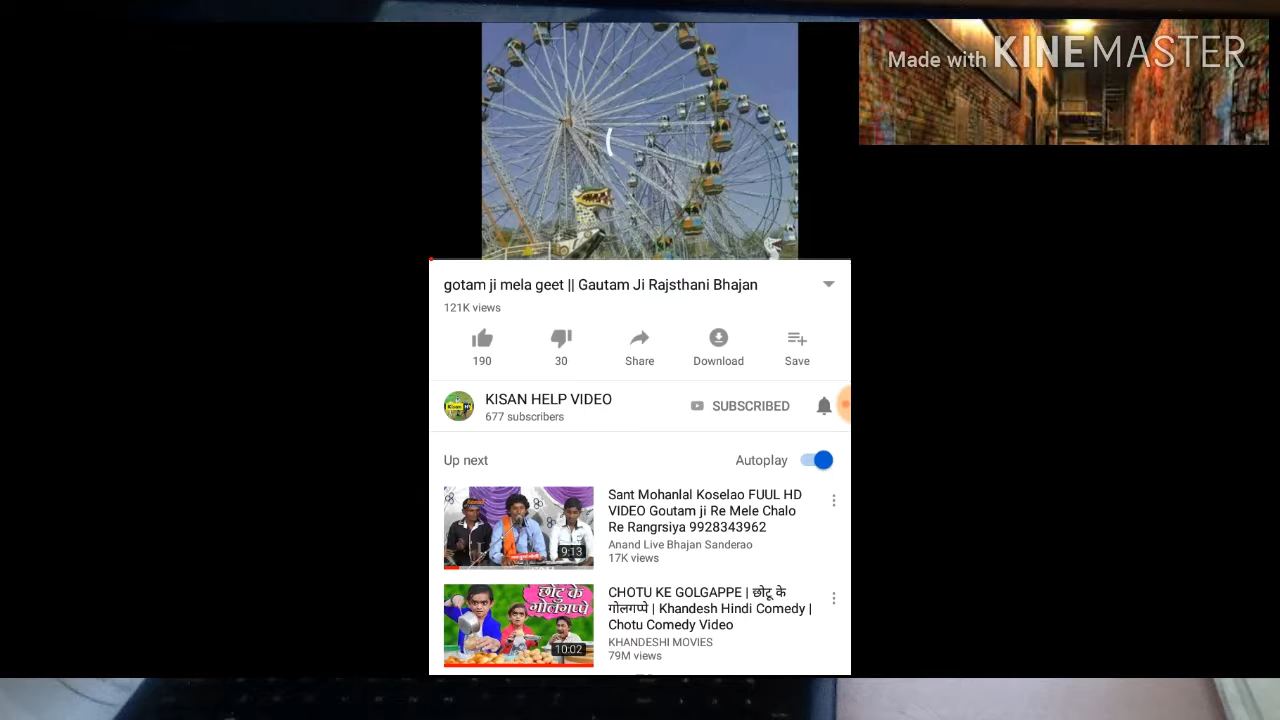 Made with KINEMASTER
gotam ji mela geet || Gautam Ji Rajsthani Bhajan
121K views
190
30
Share
Download
Save
KISAN HELP VIDEO
677 subscribers
SUBSCRIBED
Up next
Autoplay
Sant Mohanlal Koselao FUUL HD
VIDEO Goutam ji Re Mele Chalo
Re Rangrsiya 9928343962
Anand Live Bhajan Sanderao
17K views
9:13
CHOTU KE GOLGAPPE | छोटू के
गोलगप्पे | Khandesh Hindi Comedy |
Chotu Comedy Video
KHANDESHI MOVIES
79M views
छोटू के
गोलगप्पे
10:02